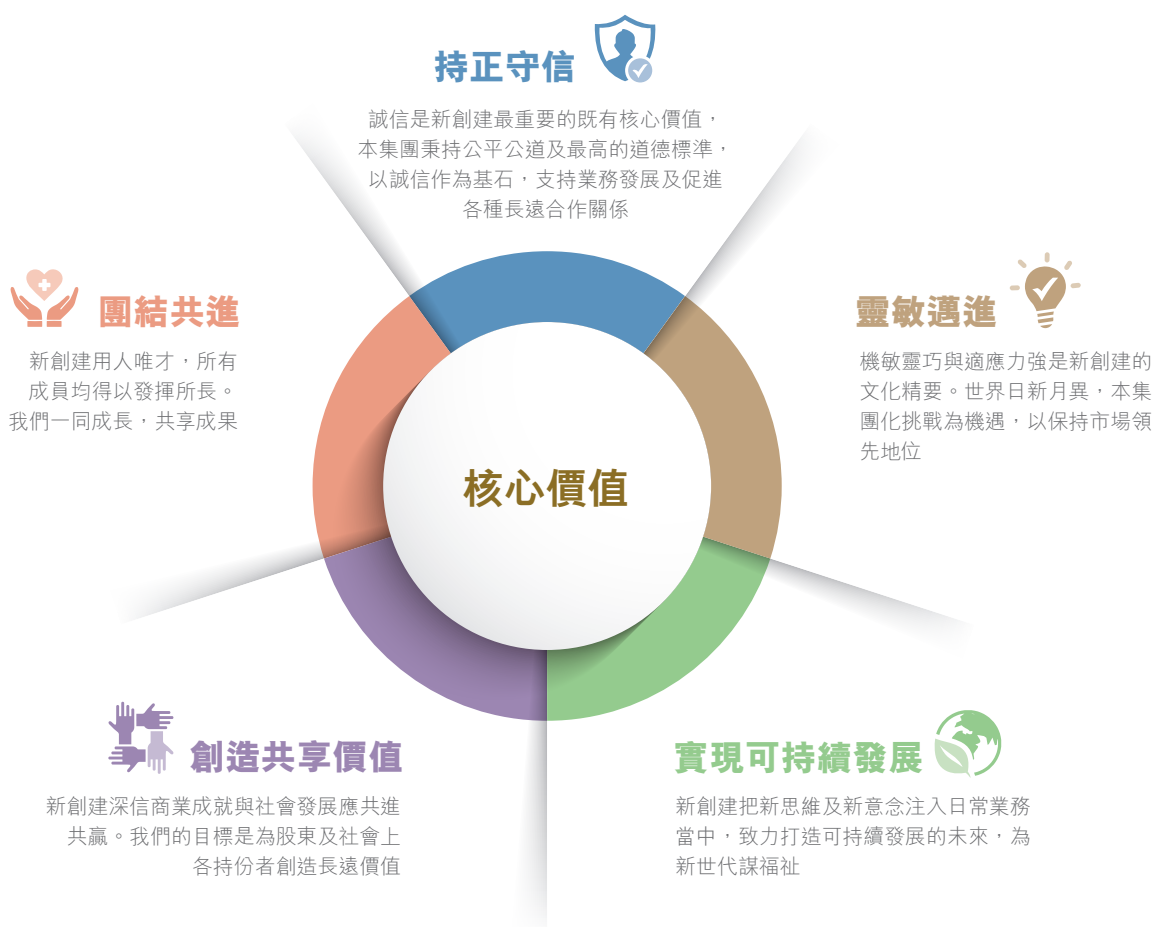 持正守信
誠信是新創建最重要的既有核心價值，
本集團秉持公平公道及最高的道德標準，
以誠信作為基石，支持業務發展及促進
各種長遠合作關係
團結共進
新創建用人唯才，所有
成員均得以發揮所長。
我們一同成長，共享成果
靈敏邁進
機敏靈巧與適應力強是新創建的
文化精要。世界日新月異，本集
團化挑戰為機遇，以保持市場領
先地位
核心價值
創造共享價值
新創建深信商業成就與社會發展應共進
共贏。我們的目標是為股東及社會上
各持份者創造長遠價值
實現可持續發展
新創建把新思維及新意念注入日常業務
當中，致力打造可持續發展的未來，為
新世代謀福祉